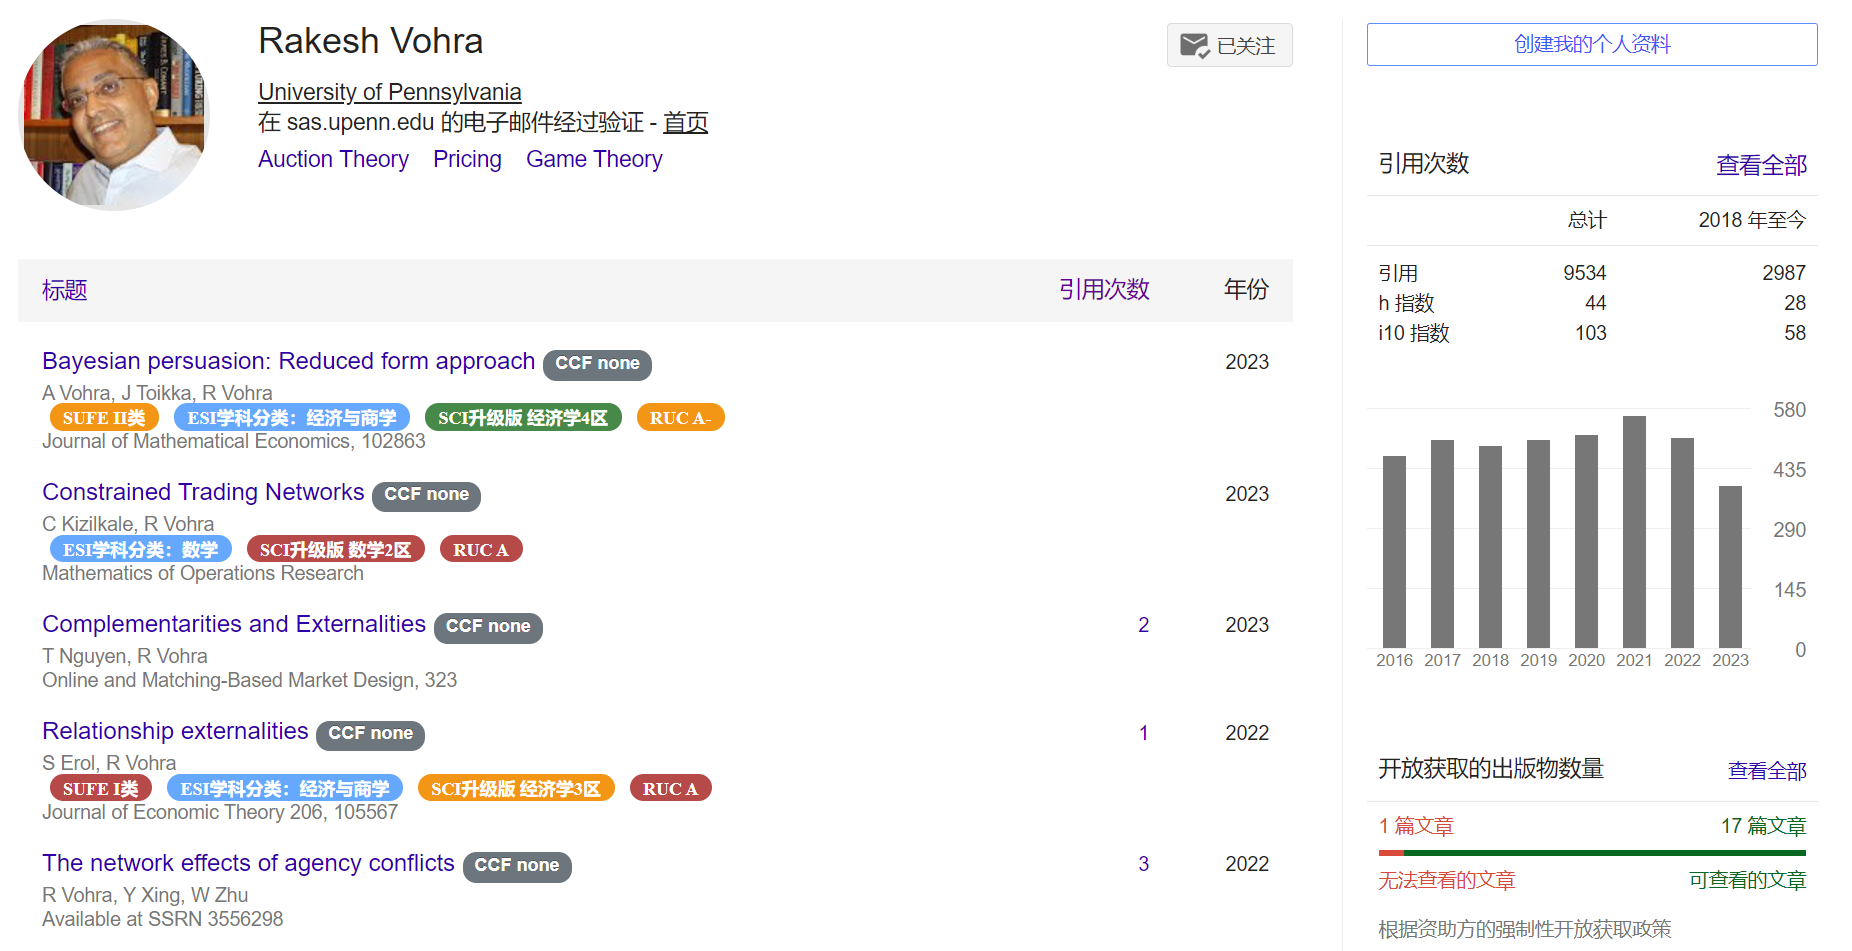 Rakesh Vohra
已关注
University of Pennsylvania
在 sas.upenn.edu 的电子邮件经过验证 - 首页
Auction Theory Pricing Game Theory
标题 引用次数 年份
Bayesian persuasion: Reduced form approach CCF none 2023
A Vohra, J Toikka, R Vohra
SUFE II类 ESI学科分类：经济与商学 SCI升级版 经济学4区 RUC A-
Journal of Mathematical Economics, 102863
Constrained Trading Networks CCF none 2023
C Kizilkale, R Vohra
ESI学科分类：数学 SCI升级版 数学2区 RUC A
Mathematics of Operations Research
Complementarities and Externalities CCF none 2 2023
T Nguyen, R Vohra
Online and Matching-Based Market Design, 323
Relationship externalities CCF none 1 2022
S Erol, R Vohra
SUFE I类 ESI学科分类：经济与商学 SCI升级版 经济学3区 RUC A
Journal of Economic Theory 206, 105567
The network effects of agency conflicts CCF none 3 2022
R Vohra, Y Xing, W Zhu
Available at SSRN 3556298
创建我的个人资料
引用次数 查看全部
总计 2018 年至今
引用 9534 2987
h 指数 44 28
i10 指数 103 58
580
435
290
145
0
2016 2017 2018 2019 2020 2021 2022 2023
开放获取的出版物数量 查看全部
1 篇文章 17 篇文章
无法查看的文章 可查看的文章
根据资助方的强制性开放获取政策